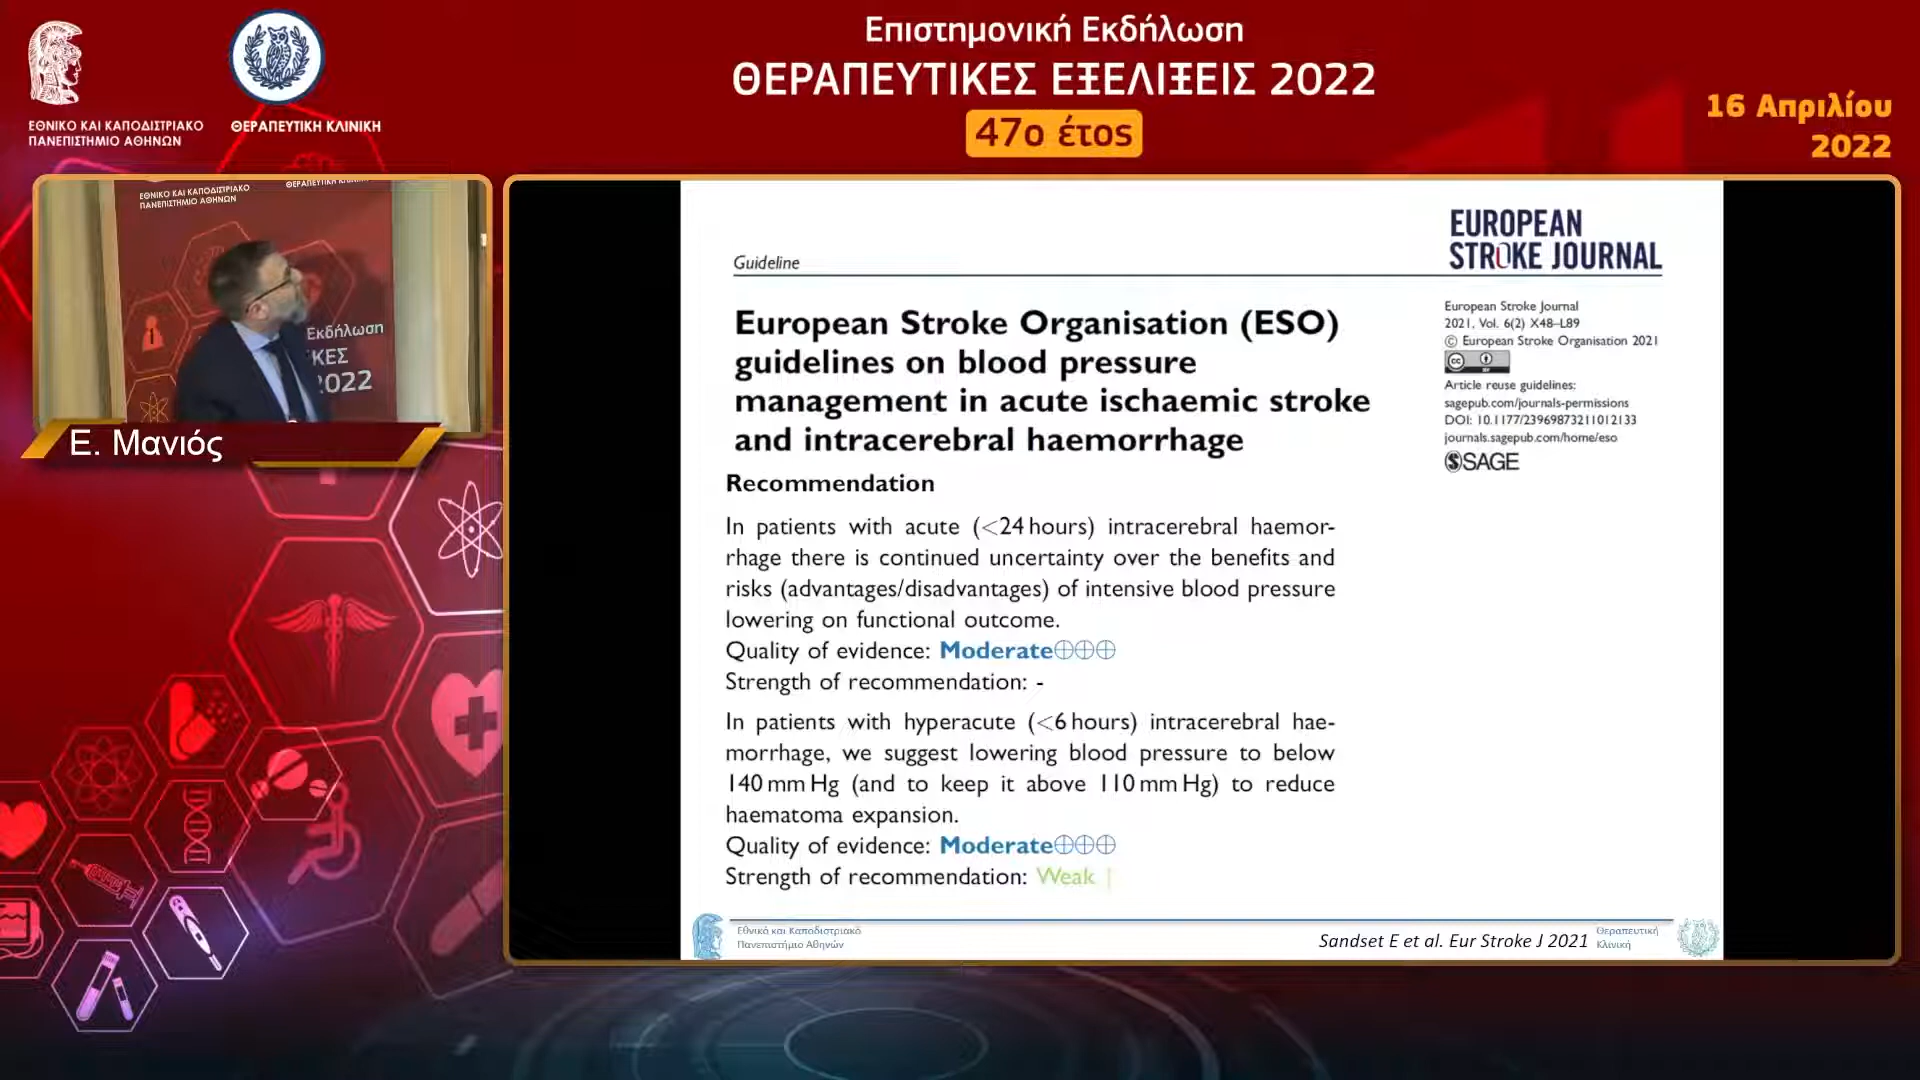 Επιστημονική Εκδήλωση
ΘΕΡΑΠΕΥΤΙΚΕΣ ΕΞΕΛΙΞΕΙΣ 2022
47ο έτος
16 Απριλίου
2022
ΕΘΝΙΚΟ ΚΑΙ ΚΑΠΟΔΙΣΤΡΙΑΚΟ
ΠΑΝΕΠΙΣΤΗΜΙΟ ΑΘΗΝΩΝ
ΘΕΡΑΠΕΥΤΙΚΗ ΚΛΙΝΙΚΗ
ΕΘΝΙΚΟ ΚΑΙ ΚΑΠΟΔΙΣΤΡΙΑΚΟ
ΠΑΝΕΠΙΣΤΗΜΙΟ ΑΘΗΝΩΝ
Εκδήλωση
ΚΕΣ
2022
Ε. Μανιός
EUROPEAN
STROKE JOURNAL
Guideline
European Stroke Organisation (ESO)
guidelines on blood pressure
management in acute ischaemic stroke
and intracerebral haemorrhage
European Stroke Journal
2021, Vol. 6(2) X48–L89
© European Stroke Organisation 2021
cc
BY
Article reuse guidelines:
sagepub.com/journals-permissions
DOI: 10.1177/23969873211012133
journals.sagepub.com/home/eso
SAGE
Recommendation
In patients with acute (<24 hours) intracerebral haemor-
rhage there is continued uncertainty over the benefits and
risks (advantages/disadvantages) of intensive blood pressure
lowering on functional outcome.
Quality of evidence: Moderate⊕⊕⊕
Strength of recommendation: -
In patients with hyperacute (<6 hours) intracerebral hae-
morrhage, we suggest lowering blood pressure to below
140 mm Hg (and to keep it above 110 mm Hg) to reduce
haematoma expansion.
Quality of evidence: Moderate⊕⊕⊕
Strength of recommendation: Weak |
Εθνικό και Καποδιστριακό
Πανεπιστήμιο Αθηνών
Sandset E et al. Eur Stroke J 2021
Θεραπευτική
Κλινική